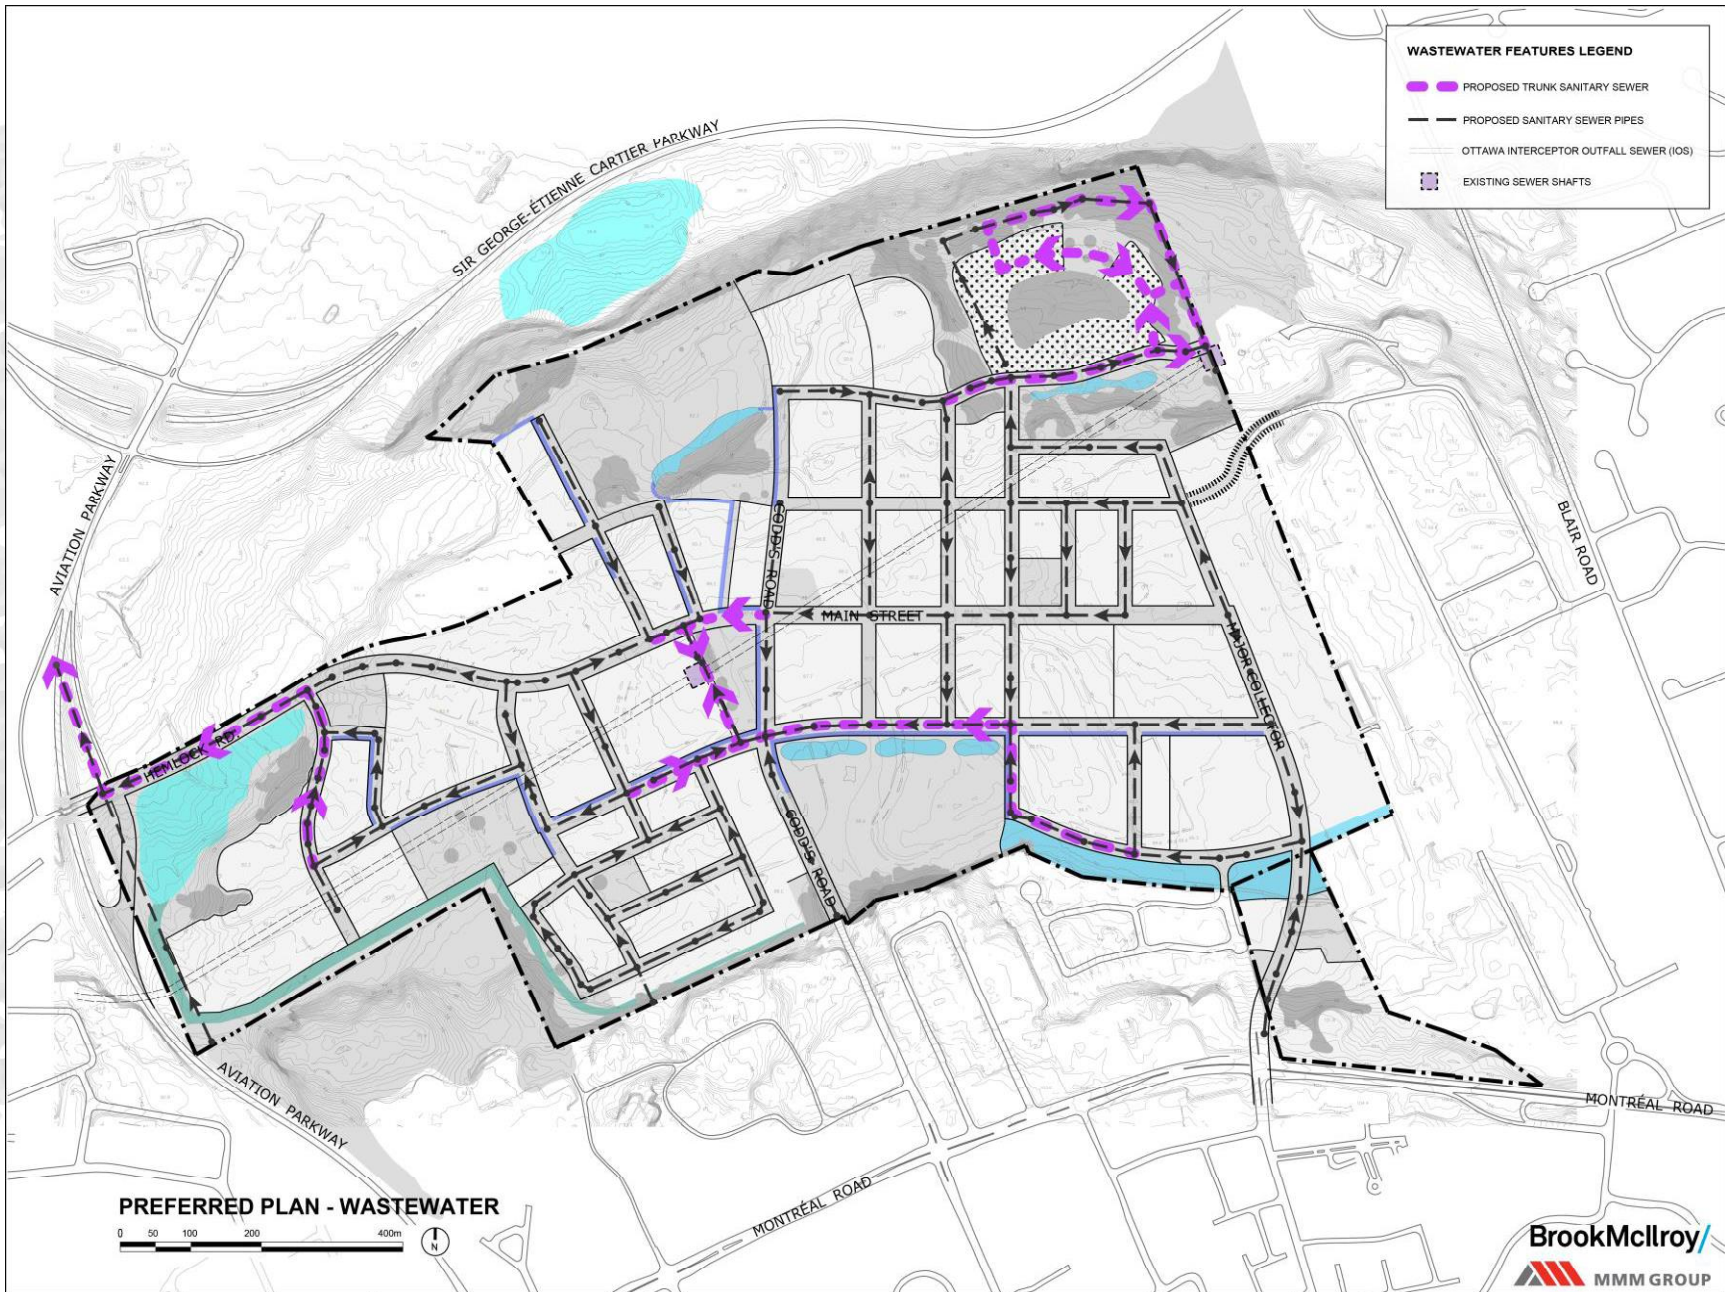 WASTEWATER FEATURES LEGEND
PROPOSED TRUNK SANITARY SEWER
PROPOSED SANITARY SEWER PIPES
OTTAWA INTERCEPTOR OUTFALL SEWER (IOS)
EXISTING SEWER SHAFTS
SIR GEORGE-ÉTIENNE CARTIER PARKWAY
AVIATION PARKWAY
BLAIR ROAD
CODD'S ROAD
MAIN STREET
MAJOR COLLECTOR
HEMLOCK RD.
CODD'S ROAD
AVIATION PARKWAY
MONTRÉAL ROAD
MONTRÉAL ROAD
PREFERRED PLAN - WASTEWATER
0 50 100 200 400m
N
BrookMcIlroy/
MMM GROUP